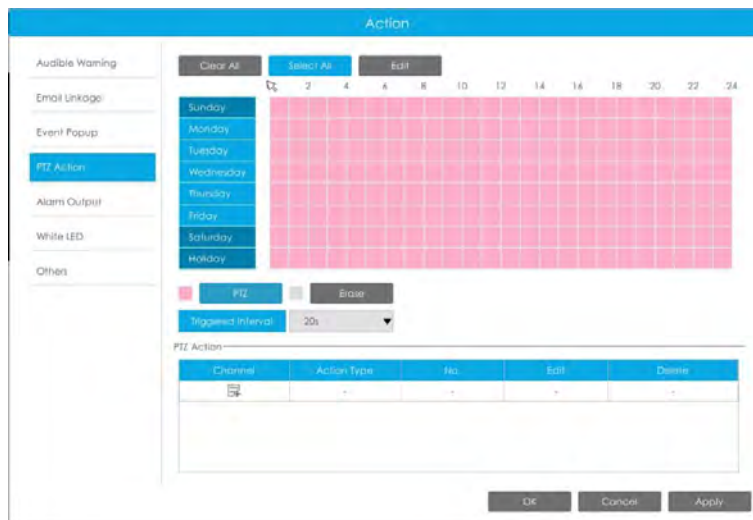 Action
Audible Warning
Email Linkage
Event Popup
PTZ Action
Alarm Output
White LED
Others
Clear All Select All Edit
2 4 6 8 10 12 14 16 18 20 22 24
Sunday
Monday
Tuesday
Wednesday
Thursday
Friday
Saturday
Holiday
PTZ Erase
Triggered Interval 20s
PTZ Action
Channel Action Type No. Edit Delete
- - - -
OK Cancel Apply